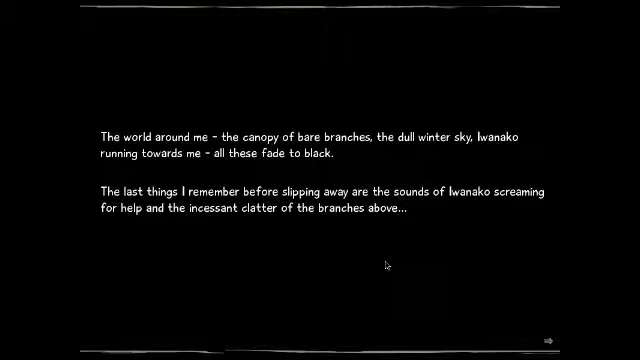 The world around me - the canopy of bare branches, the dull winter sky, Iwanako
running towards me - all these fade to black.
The last things I remember before slipping away are the sounds of Iwanako screaming
for help and the incessant clatter of the branches above...